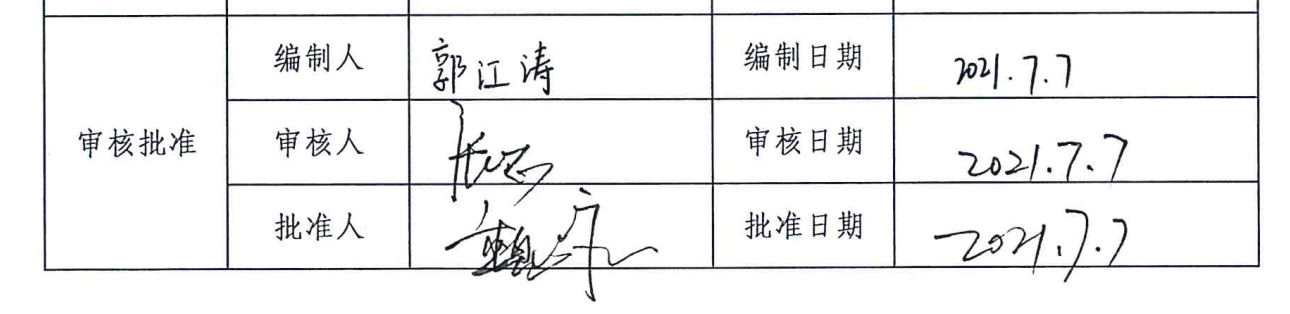 编制人 郭江涛 编制日期 2021.7.7
审核批准 审核人 审核日期 2021.7.7
批准人 批准日期 2021.7.7